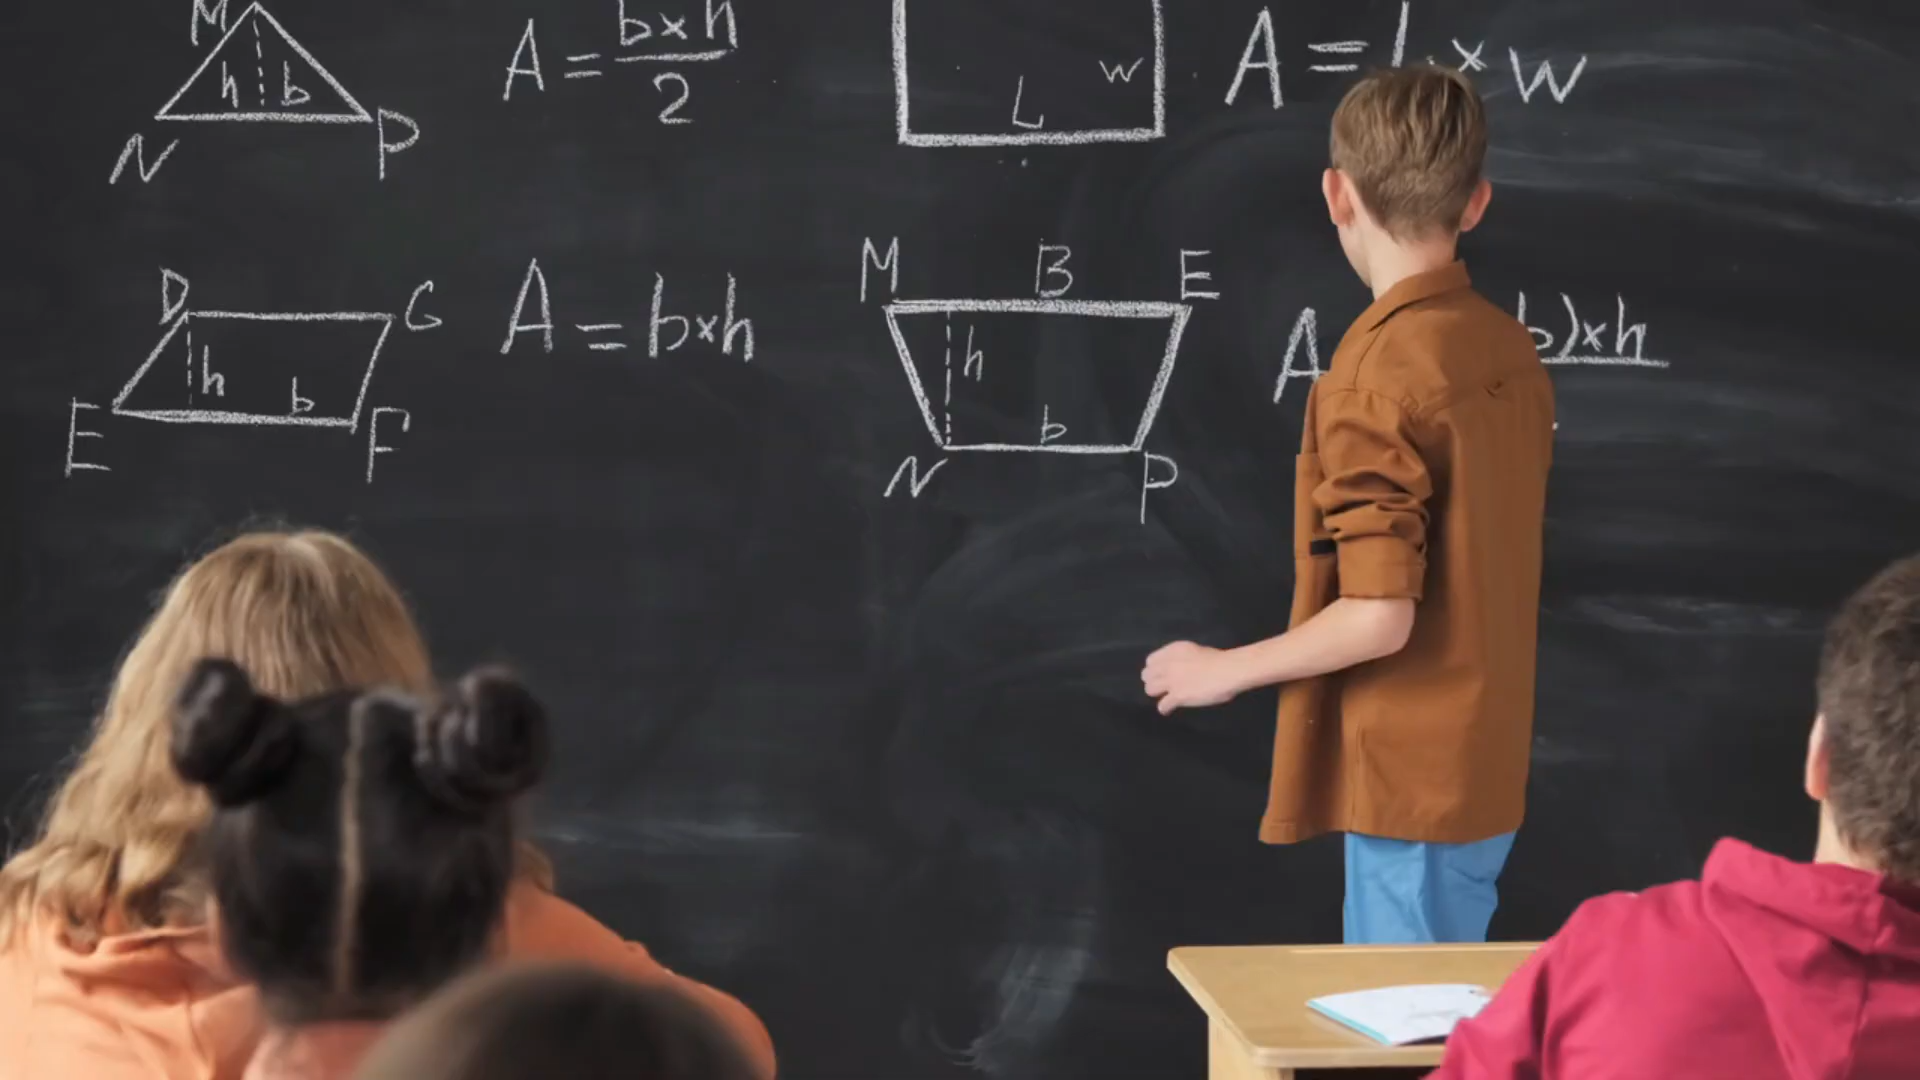 M
h b
N P
A = b×h
2
w
L
A = L × w
D G
h
b
E F
A = b×h
M B E
h
b
N P
A b)×h